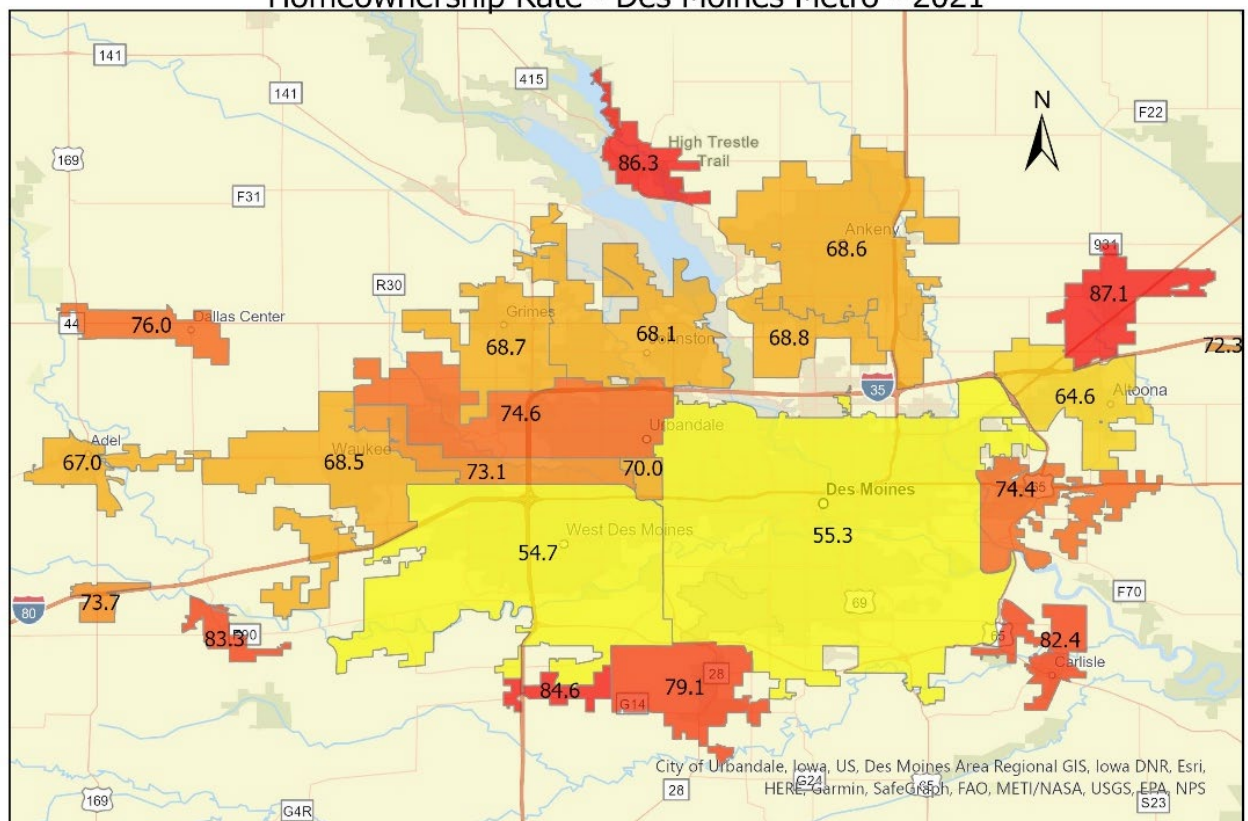 Homeownership Rate - Des Moines Metro - 2021
141
415
141
N
F22
High Trestle
Trail
86.3
169
F31
Ankeny
68.6
931
R30
87.1
44
76.0
Dallas Center
Grimes
68.7
68.1
Johnston
68.8
72.3
35
64.6
Altoona
74.6
Urbandale
Adel
67.0
Waukee
68.5
73.1
70.0
74.4
65
Des Moines
West Des Moines
54.7
55.3
80
73.7
69
F70
83.3
F90
65
82.4
Carlisle
84.6
79.1
28
G14
City of Urbandale, Iowa, US, Des Moines Area Regional GIS, Iowa DNR, Esri,
HERE, Garmin, SafeGraph, FAO, METI/NASA, USGS, EPA, NPS
G24
65
28
169
G4R
S23